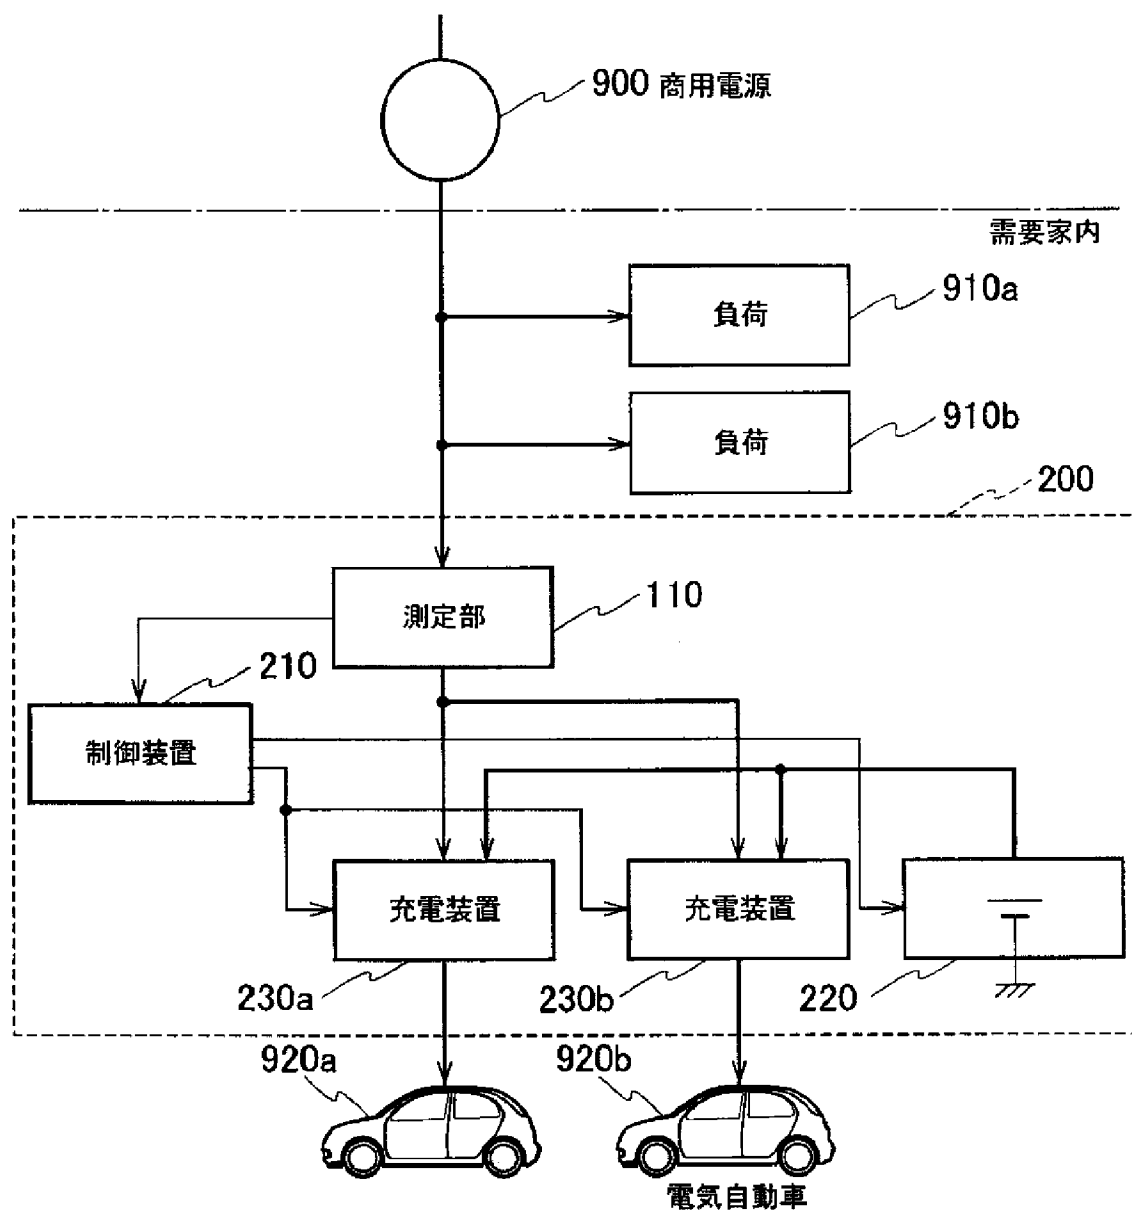 900 商用電源
需要家内
負荷
910a
負荷
910b
200
測定部
110
210
制御装置
充電装置
充電装置
230a
230b
220
920a
920b
電気自動車